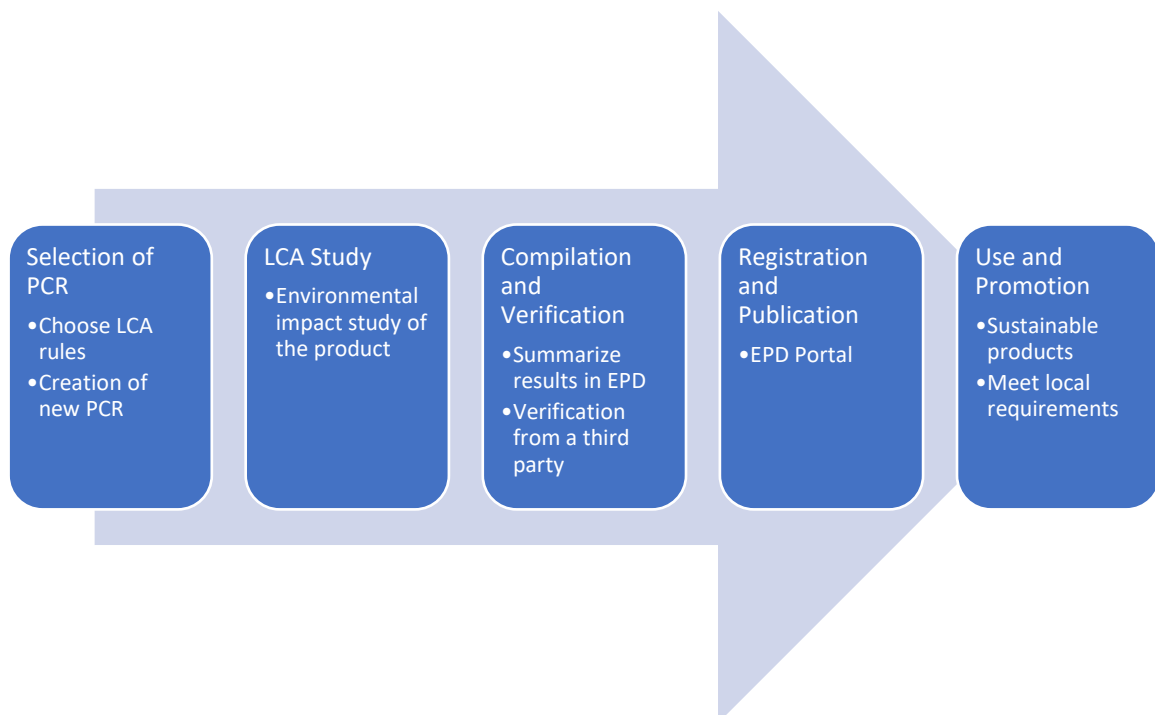 Selection of
PCR
•Choose LCA
rules
•Creation of
new PCR
LCA Study
•Environmental
impact study of
the product
Compilation
and
Verification
•Summarize
results in EPD
•Verification
from a third
party
Registration
and
Publication
•EPD Portal
Use and
Promotion
•Sustainable
products
•Meet local
requirements